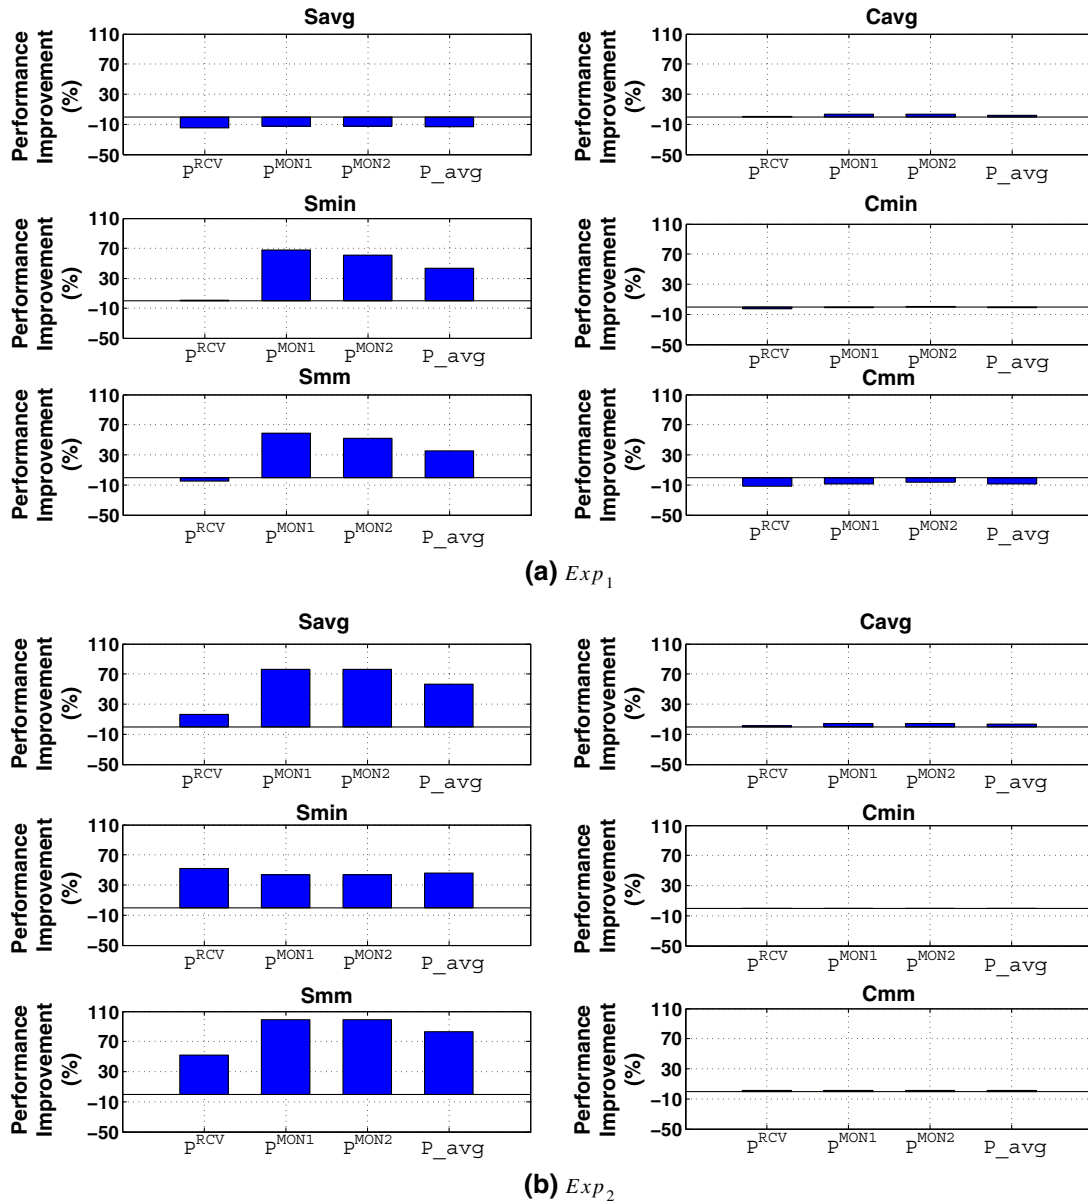 Savg
Performance
Improvement
(%)
110
70
30
−10
−50
P^RCV P^MON1 P^MON2 P_avg
Cavg
Performance
Improvement
(%)
110
70
30
−10
−50
P^RCV P^MON1 P^MON2 P_avg
Smin
Performance
Improvement
(%)
110
70
30
−10
−50
P^RCV P^MON1 P^MON2 P_avg
Cmin
Performance
Improvement
(%)
110
70
30
−10
−50
P^RCV P^MON1 P^MON2 P_avg
Smm
Performance
Improvement
(%)
110
70
30
−10
−50
P^RCV P^MON1 P^MON2 P_avg
Cmm
Performance
Improvement
(%)
110
70
30
−10
−50
P^RCV P^MON1 P^MON2 P_avg
(a) Exp_1
Savg
Performance
Improvement
(%)
110
70
30
−10
−50
P^RCV P^MON1 P^MON2 P_avg
Cavg
Performance
Improvement
(%)
110
70
30
−10
−50
P^RCV P^MON1 P^MON2 P_avg
Smin
Performance
Improvement
(%)
110
70
30
−10
−50
P^RCV P^MON1 P^MON2 P_avg
Cmin
Performance
Improvement
(%)
110
70
30
−10
−50
P^RCV P^MON1 P^MON2 P_avg
Smm
Performance
Improvement
(%)
110
70
30
−10
−50
P^RCV P^MON1 P^MON2 P_avg
Cmm
Performance
Improvement
(%)
110
70
30
−10
−50
P^RCV P^MON1 P^MON2 P_avg
(b) Exp_2